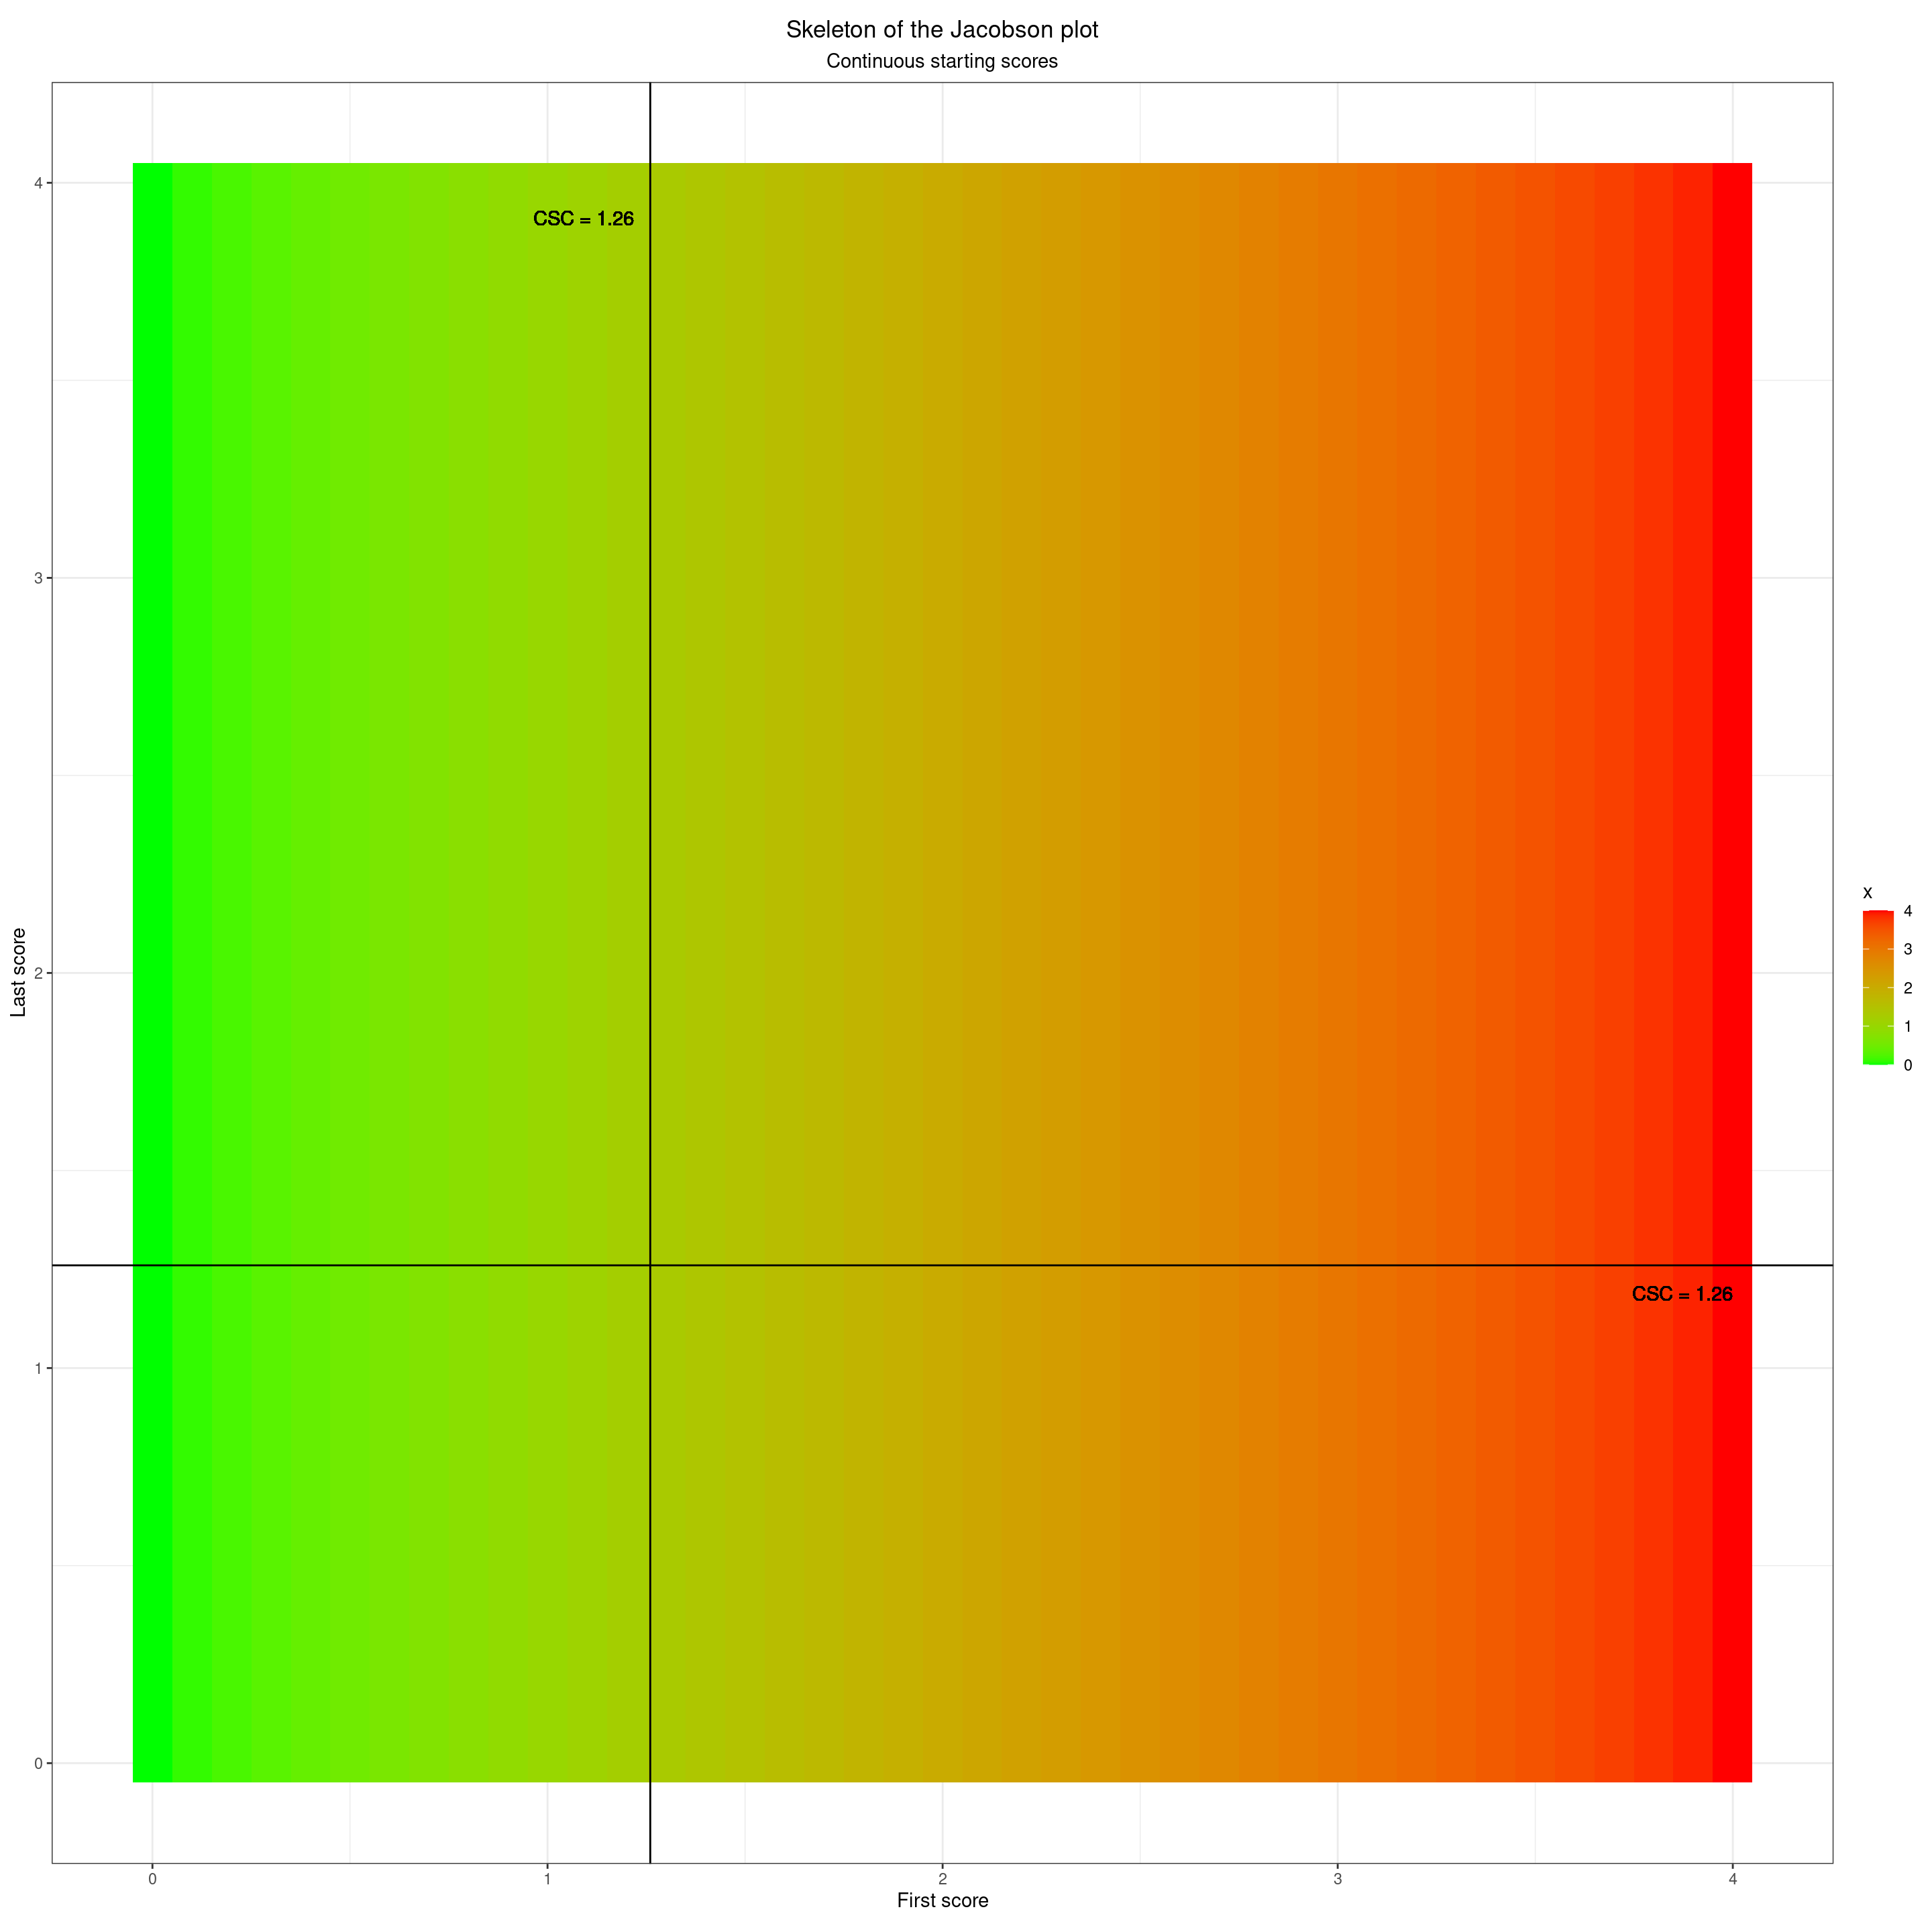 Skeleton of the Jacobson plot
Continuous starting scores
CSC = 1.26
CSC = 1.26
Last score
4
3
2
1
0
0 1 2 3 4
First score
x
4
3
2
1
0